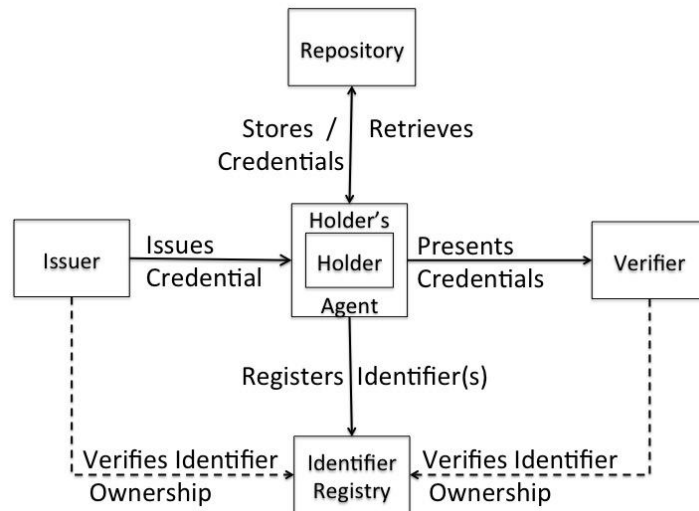 Repository
Stores / Retrieves
Credentials
Holder's
Holder
Agent
Issuer
Issues
Credential
Presents
Credentials
Verifier
Registers Identifier(s)
Verifies Identifier
Ownership
Identifier
Registry
Verifies Identifier
Ownership